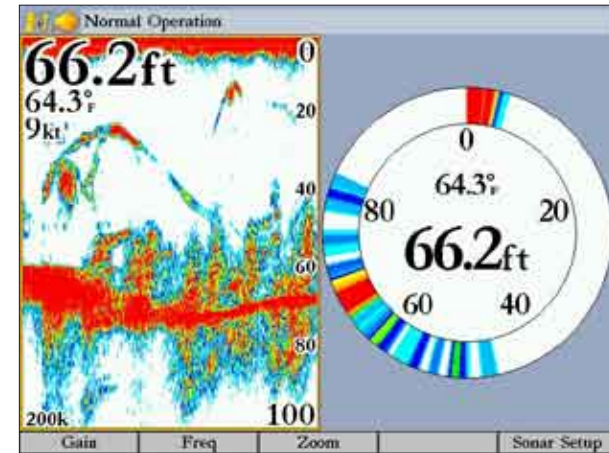 Normal Operation
66.2ft
64.3°F
9kt
0
20
40
60
80
100
200k
0
20
40
60
80
64.3°F
66.2ft
Gain
Freq
Zoom
Sonar Setup